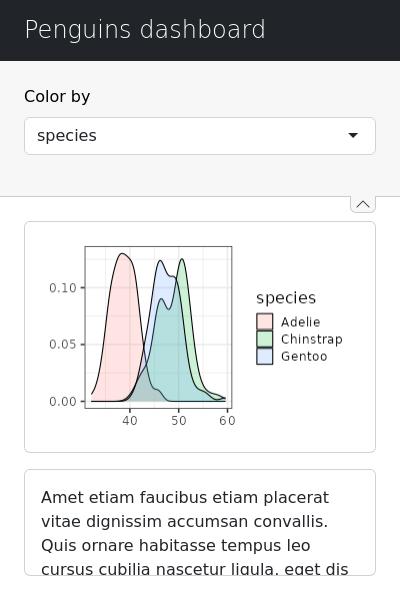 Penguins dashboard
Color by
species
0.10
0.05
0.00
40 50 60
species
Adelie
Chinstrap
Gentoo
Amet etiam faucibus etiam placerat
vitae dignissim accumsan convallis.
Quis ornare habitasse tempus leo
cursus cubilia nascetur ligula, eget dis